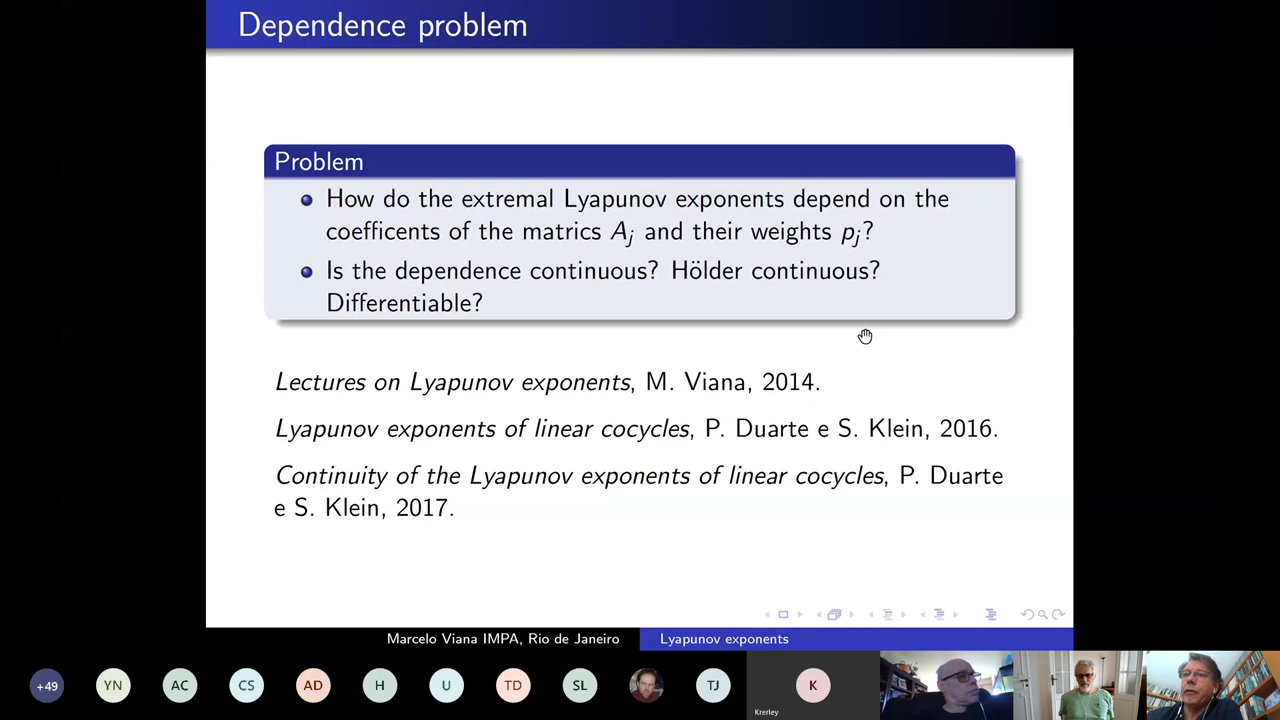 Dependence problem
Problem
How do the extremal Lyapunov exponents depend on the
coefficents of the matrics Aj and their weights pj?
Is the dependence continuous? Hölder continuous?
Differentiable?
Lectures on Lyapunov exponents, M. Viana, 2014.
Lyapunov exponents of linear cocycles, P. Duarte e S. Klein, 2016.
Continuity of the Lyapunov exponents of linear cocycles, P. Duarte
e S. Klein, 2017.
Marcelo Viana IMPA, Rio de Janeiro Lyapunov exponents
+49 YN AC CS AD H U TD SL TJ K
Krerley